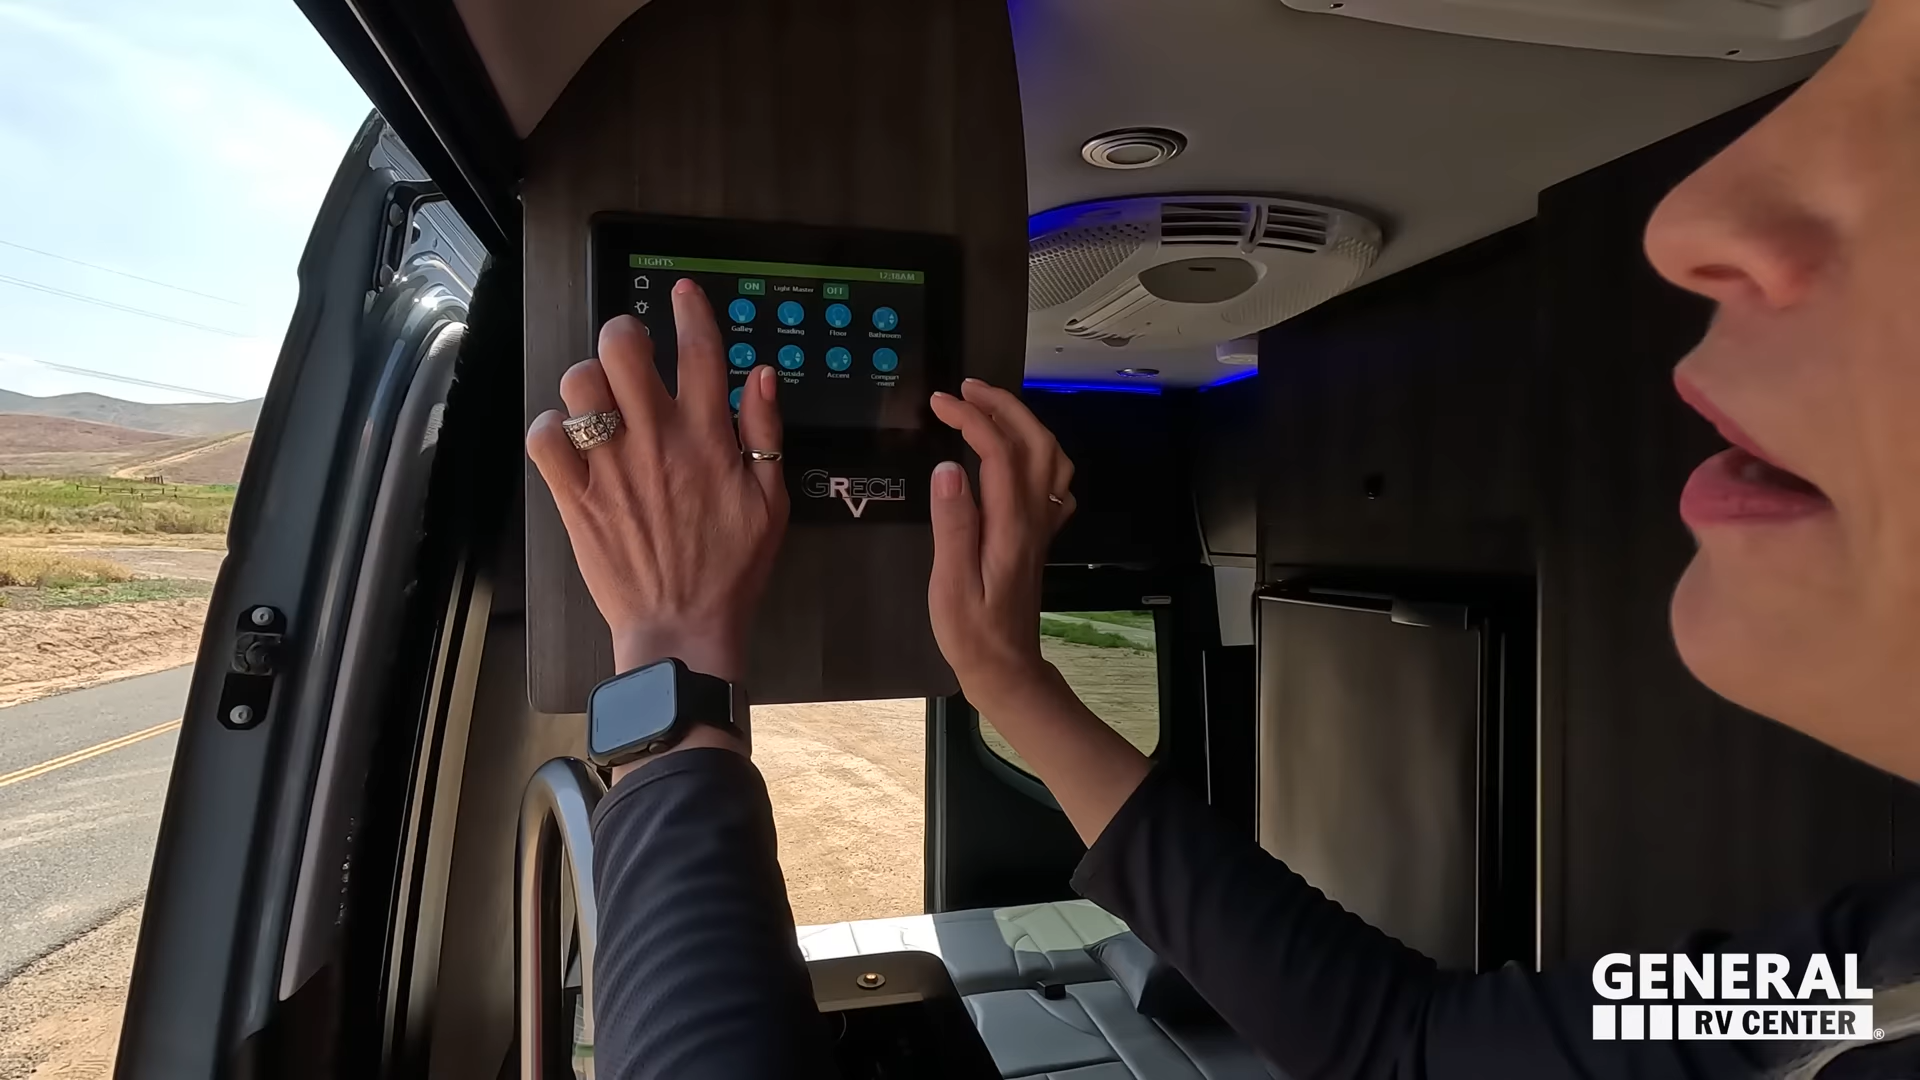 LIGHTS 12:18AM
ON Light Master OFF
Galley Reading Floor Bathroom
Outside Accent Compart
Step -ment
GRECH
RV
GENERAL
RV CENTER®